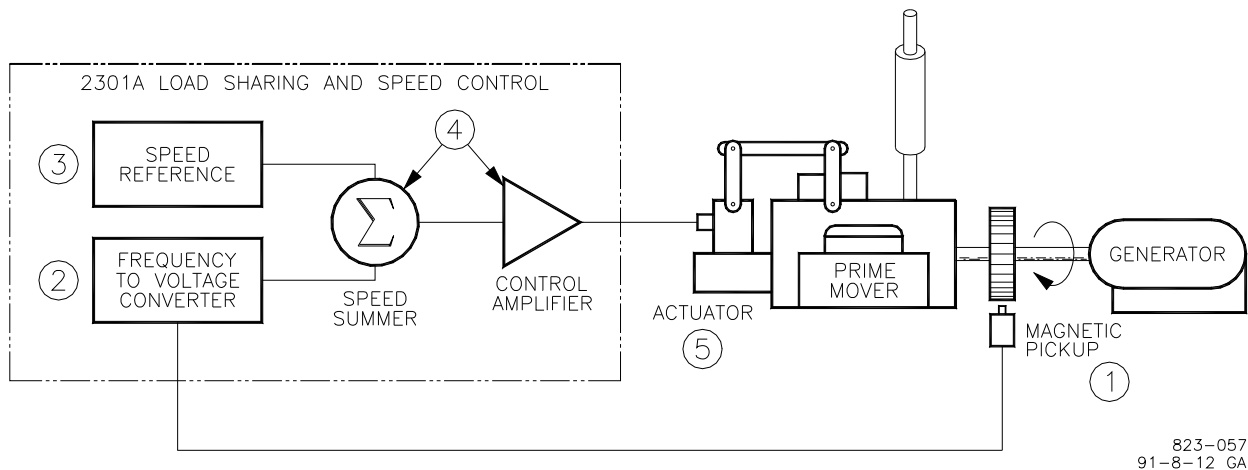 2301A LOAD SHARING AND SPEED CONTROL
3
SPEED
REFERENCE
4
Σ
2
FREQUENCY
TO VOLTAGE
CONVERTER
SPEED
SUMMER
CONTROL
AMPLIFIER
ACTUATOR
5
PRIME
MOVER
GENERATOR
MAGNETIC
PICKUP
1
823-057
91-8-12 GA